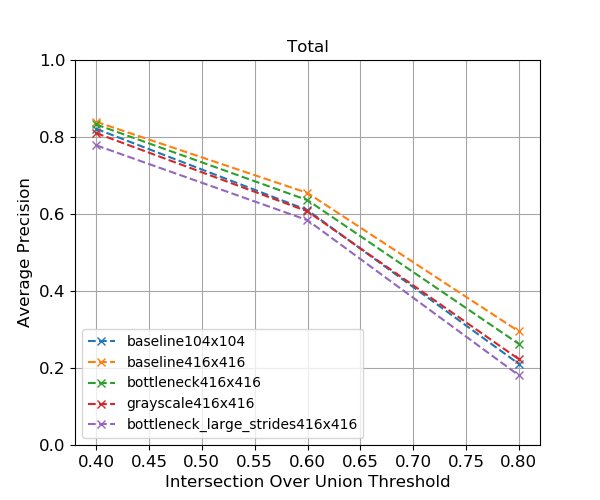 Total
1.0
0.8
0.6
0.4
0.2
0.0
Average Precision
baseline104x104
baseline416x416
bottleneck416x416
grayscale416x416
bottleneck_large_strides416x416
0.40 0.45 0.50 0.55 0.60 0.65 0.70 0.75 0.80
Intersection Over Union Threshold